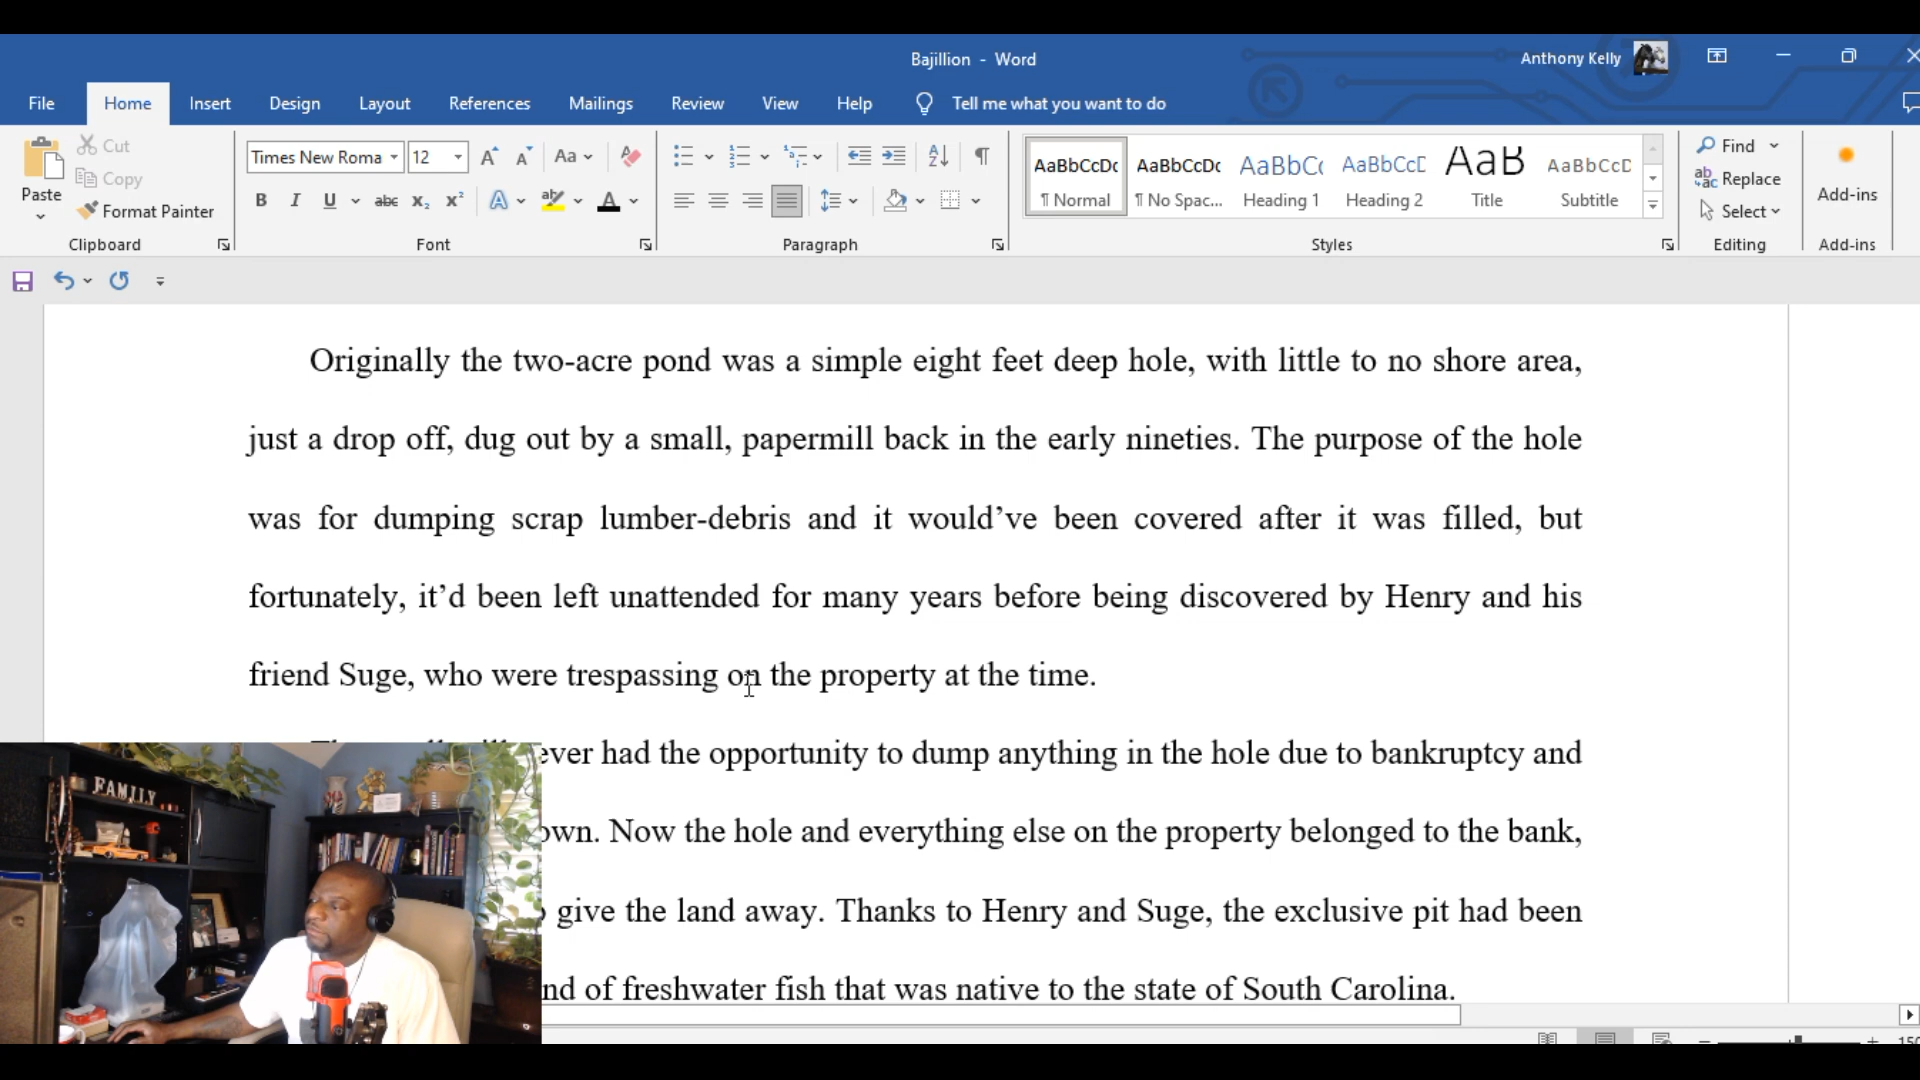 Bajillion - Word
Anthony Kelly
File Home Insert Design Layout References Mailings Review View Help Tell me what you want to do
Paste
Cut
Copy
Format Painter
Clipboard
Times New Roma 12
Aa
B I U abc x₂ x² A ab A
Font
Paragraph
AaBbCcDc AaBbCcDc AaBbC AaBbCcD AaB AaBbCcD
¶ Normal ¶ No Spac... Heading 1 Heading 2 Title Subtitle
Styles
Find
Replace
Select
Editing
Add-ins
Add-ins
Originally the two-acre pond was a simple eight feet deep hole, with little to no shore area,
just a drop off, dug out by a small, papermill back in the early nineties. The purpose of the hole
was for dumping scrap lumber-debris and it would’ve been covered after it was filled, but
fortunately, it’d been left unattended for many years before being discovered by Henry and his
friend Suge, who were trespassing on the property at the time.
ever had the opportunity to dump anything in the hole due to bankruptcy and
own. Now the hole and everything else on the property belonged to the bank,
give the land away. Thanks to Henry and Suge, the exclusive pit had been
nd of freshwater fish that was native to the state of South Carolina.
FAMILY